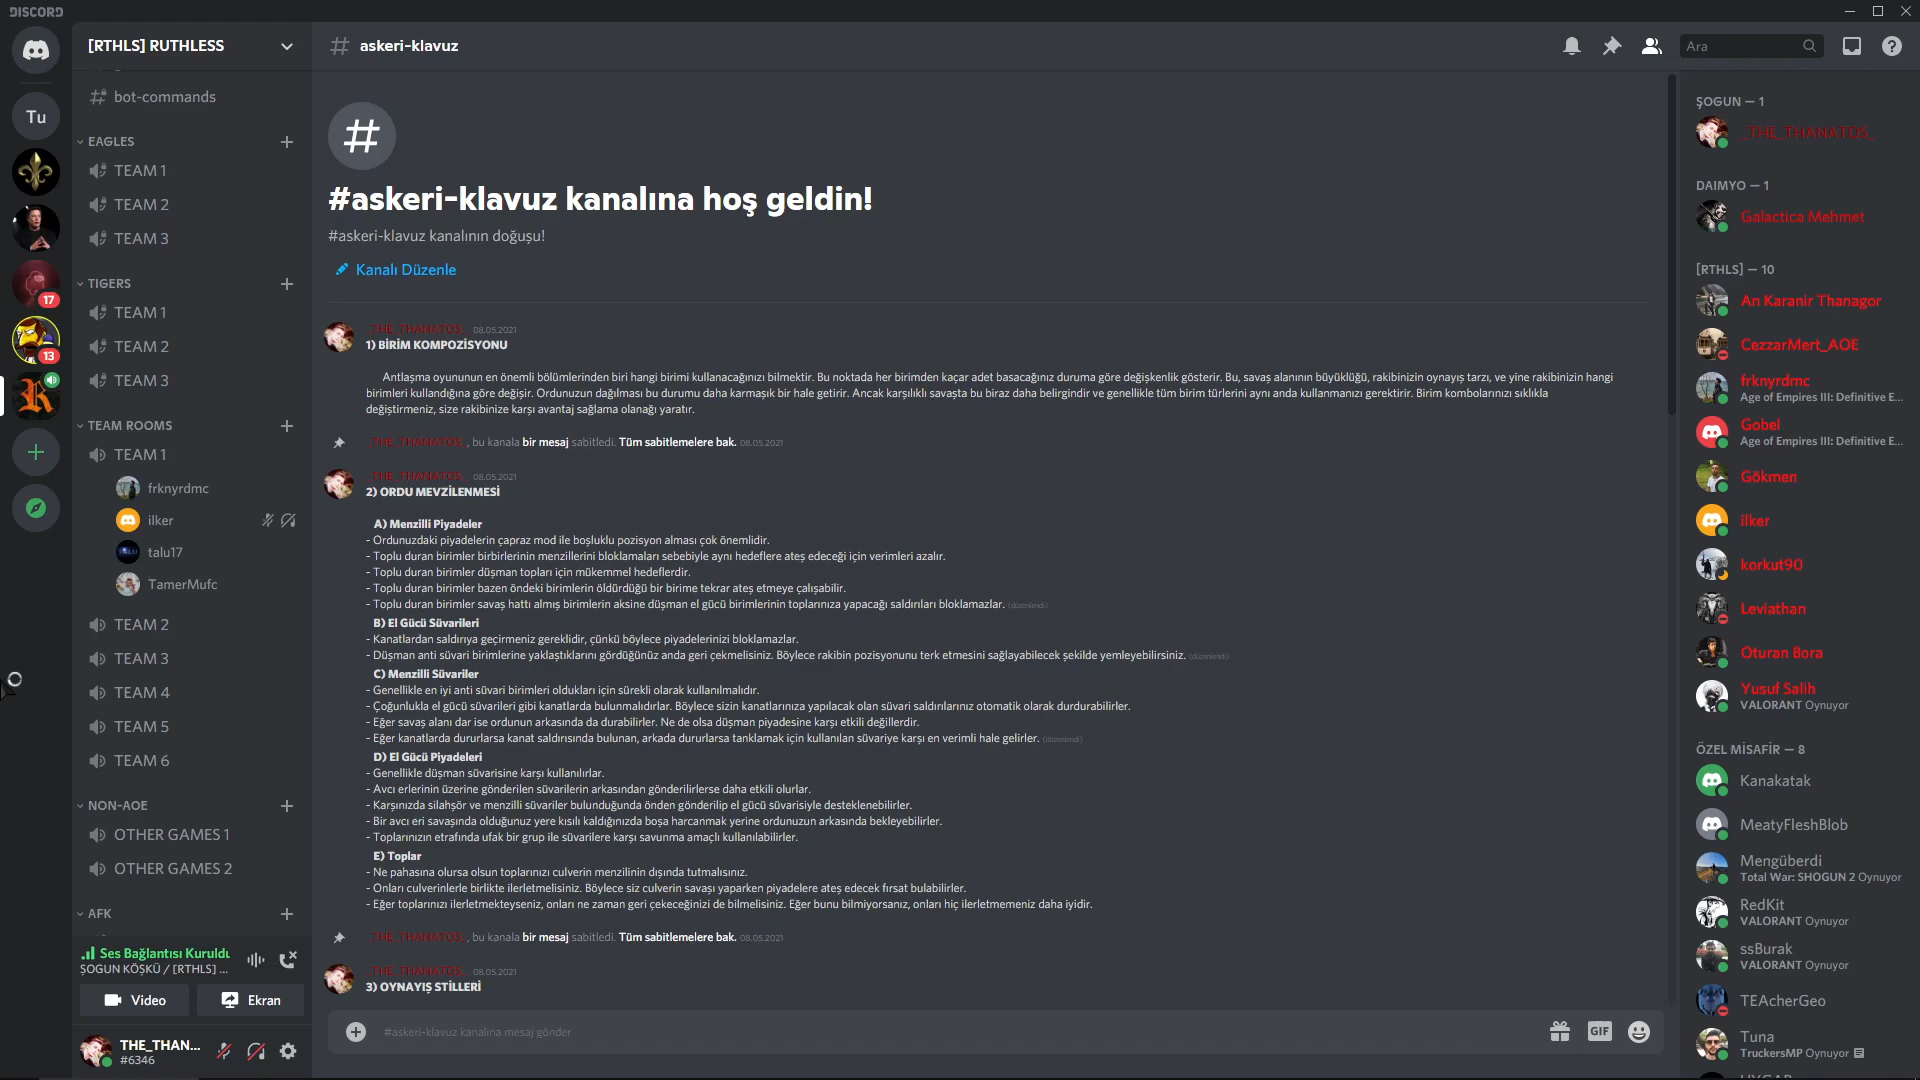 DISCORD
[RTHLS] RUTHLESS
bot-commands
EAGLES
TEAM 1
TEAM 2
TEAM 3
TIGERS
TEAM 1
TEAM 2
TEAM 3
TEAM ROOMS
TEAM 1
frknyrdmc
ilker
talu17
TamerMufc
TEAM 2
TEAM 3
TEAM 4
TEAM 5
TEAM 6
NON-AOE
OTHER GAMES 1
OTHER GAMES 2
AFK
Ses Bağlantısı Kuruldu
ŞOGUN KÖŞKÜ / [RTHLS] ...
Video
Ekran
THE_THAN...
#6346
Tu
17
13
askeri-klavuz
Ara
#askeri-klavuz kanalına hoş geldin!
#askeri-klavuz kanalının doğuşu!
Kanalı Düzenle
_THE_THANATOS_ 08.05.2021
1) BİRİM KOMPOZİSYONU
Antlaşma oyununun en önemli bölümlerinden biri hangi birimi kullanacağınızı bilmektir. Bu noktada her birimden kaçar adet basacağınız duruma göre değişkenlik gösterir. Bu, savaş alanının büyüklüğü, rakibinizin oynayış tarzı, ve yine rakibinizin hangi
birimleri kullandığına göre değişir. Ordunuzun dağılması bu durumu daha karmaşık bir hale getirir. Ancak karşılıklı savaşta bu biraz daha belirgindir ve genellikle tüm birim türlerini aynı anda kullanmanızı gerektirir. Birim kombolarınızı sıklıkla
değiştirmeniz, size rakibinize karşı avantaj sağlama olanağı yaratır.
_THE_THANATOS_, bu kanala bir mesaj sabitledi. Tüm sabitlemelere bak. 08.05.2021
_THE_THANATOS_ 08.05.2021
2) ORDU MEVZİLENMESİ
A) Menzilli Piyadeler
- Ordunuzdaki piyadelerin çapraz mod ile boşluklu pozisyon alması çok önemlidir.
- Toplu duran birimler birbirlerinin menzillerini bloklamaları sebebiyle aynı hedeflere ateş edeceği için verimleri azalır.
- Toplu duran birimler düşman topları için mükemmel hedeflerdir.
- Toplu duran birimler bazen öndeki birimlerin öldürdüğü bir birime tekrar ateş etmeye çalışabilir.
- Toplu duran birimler savaş hattı almış birimlerin aksine düşman el gücü birimlerinin toplarınıza yapacağı saldırıları bloklamazlar. (düzenlendi)
B) El Gücü Süvarileri
- Kanatlardan saldırıya geçirmeniz gereklidir, çünkü böylece piyadelerinizi bloklamazlar.
- Düşman anti süvari birimlerine yaklaştıklarını gördüğünüz anda geri çekmelisiniz. Böylece rakibin pozisyonunu terk etmesini sağlayabilecek şekilde yemleyebilirsiniz. (düzenlendi)
C) Menzilli Süvariler
- Genellikle en iyi anti süvari birimleri oldukları için sürekli olarak kullanılmalıdır.
- Çoğunlukla el gücü süvarileri gibi kanatlarda bulunmalıdırlar. Böylece sizin kanatlarınıza yapılacak olan süvari saldırılarınız otomatik olarak durdurabilirler.
- Eğer savaş alanı dar ise ordunun arkasında da durabilirler. Ne de olsa düşman piyadesine karşı etkili değillerdir.
- Eğer kanatlarda dururlarsa kanat saldırısında bulunan, arkada dururlarsa tanklamak için kullanılan süvariye karşı en verimli hale gelirler. (düzenlendi)
D) El Gücü Piyadeleri
- Genellikle düşman süvarisine karşı kullanılırlar.
- Avcı erlerinin üzerine gönderilen süvarilerin arkasından gönderilirlerse daha etkili olurlar.
- Karşınızda silahşör ve menzilli süvariler bulunduğunda önden gönderilip el gücü süvarisiyle desteklenebilirler.
- Bir avcı eri savaşında olduğunuz yere kısılı kaldığınızda boşa harcanmak yerine ordunuzun arkasında bekleyebilirler.
- Toplarınızın etrafında ufak bir grup ile süvarilere karşı savunma amaçlı kullanılabilirler.
E) Toplar
- Ne pahasına olursa olsun toplarınızı culverin menzilinin dışında tutmalısınız.
- Onları culverinlerle birlikte ilerletmelisiniz. Böylece siz culverin savaşı yaparken piyadelere ateş edecek fırsat bulabilirler.
- Eğer toplarınızı ilerletmekteyseniz, onları ne zaman geri çekeceğinizi de bilmelisiniz. Eğer bunu bilmiyorsanız, onları hiç ilerletmemeniz daha iyidir.
_THE_THANATOS_, bu kanala bir mesaj sabitledi. Tüm sabitlemelere bak. 08.05.2021
_THE_THANATOS_ 08.05.2021
3) OYNAYIŞ STİLLERİ
#askeri-klavuz kanalına mesaj gönder
GIF
ŞOGUN — 1
_THE_THANATOS_
DAIMYO — 1
Galactica Mehmet
[RTHLS] — 10
An Karanir Thanagor
CezzarMert_AOE
frknyrdmc
Age of Empires III: Definitive E...
Gobel
Age of Empires III: Definitive E...
Gökmen
ilker
korkut90
Leviathan
Oturan Bora
Yusuf Salih
VALORANT Oynuyor
ÖZEL MİSAFİR — 8
Kanakatak
MeatyFleshBlob
Mengüberdi
Total War: SHOGUN 2 Oynuyor
RedKit
VALORANT Oynuyor
ssBurak
VALORANT Oynuyor
TEAcherGeo
Tuna
TruckersMP Oynuyor